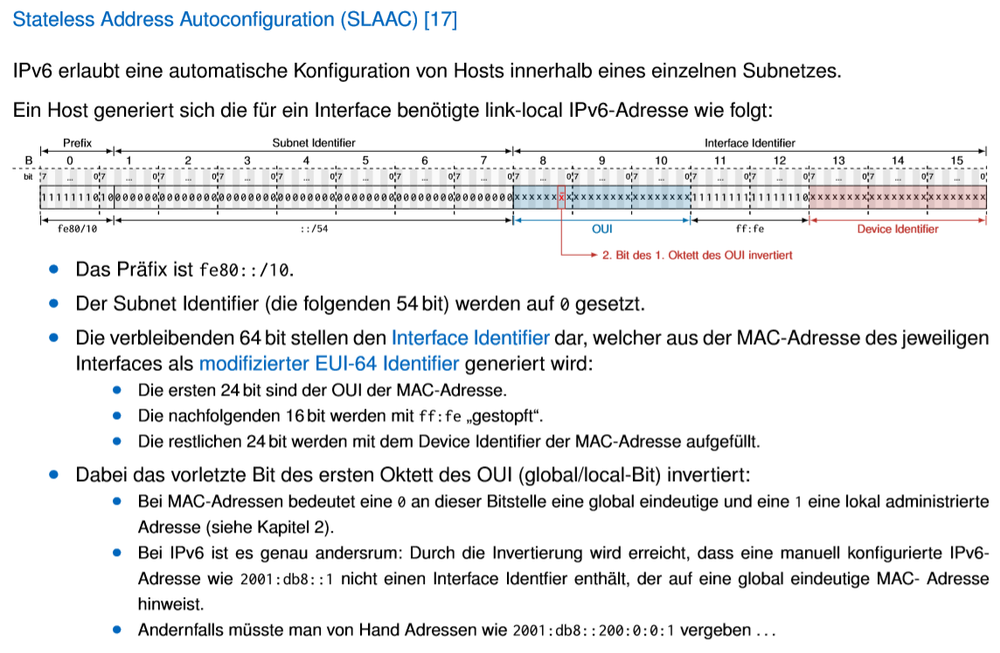 Stateless Address Autoconfiguration (SLAAC) [17]
IPv6 erlaubt eine automatische Konfiguration von Hosts innerhalb eines einzelnen Subnetzes.
Ein Host generiert sich die für ein Interface benötigte link-local IPv6-Adresse wie folgt:
Prefix Subnet Identifier Interface Identifier
B 0 1 2 3 4 5 6 7 8 9 10 11 12 13 14 15
bit 7 ... 0 7 ... 0 7 ... 0 7 ... 0 7 ... 0 7 ... 0 7 ... 0 7 ... 0 7 ... 0 7 ... 0 7 ... 0 7 ... 0 7 ... 0 7 ... 0 7 ... 0 7 ... 0
11111110 10000000 00000000 00000000 00000000 00000000 00000000 00000000 xxxxxxx̄x xxxxxxxx xxxxxxxx 11111111 11111110 xxxxxxxx xxxxxxxx xxxxxxxx
fe80/10 ::/54 OUI ff:fe Device Identifier
2. Bit des 1. Oktett des OUI invertiert
• Das Präfix ist fe80::/10.
• Der Subnet Identifier (die folgenden 54 bit) werden auf 0 gesetzt.
• Die verbleibenden 64 bit stellen den Interface Identifier dar, welcher aus der MAC-Adresse des jeweiligen
Interfaces als modifizierter EUI-64 Identifier generiert wird:
• Die ersten 24 bit sind der OUI der MAC-Adresse.
• Die nachfolgenden 16 bit werden mit ff:fe „gestopft“.
• Die restlichen 24 bit werden mit dem Device Identifier der MAC-Adresse aufgefüllt.
• Dabei das vorletzte Bit des ersten Oktett des OUI (global/local-Bit) invertiert:
• Bei MAC-Adressen bedeutet eine 0 an dieser Bitstelle eine global eindeutige und eine 1 eine lokal administrierte
Adresse (siehe Kapitel 2).
• Bei IPv6 ist es genau andersrum: Durch die Invertierung wird erreicht, dass eine manuell konfigurierte IPv6-
Adresse wie 2001:db8::1 nicht einen Interface Identfier enthält, der auf eine global eindeutige MAC- Adresse
hinweist.
• Andernfalls müsste man von Hand Adressen wie 2001:db8::200:0:0:1 vergeben ...